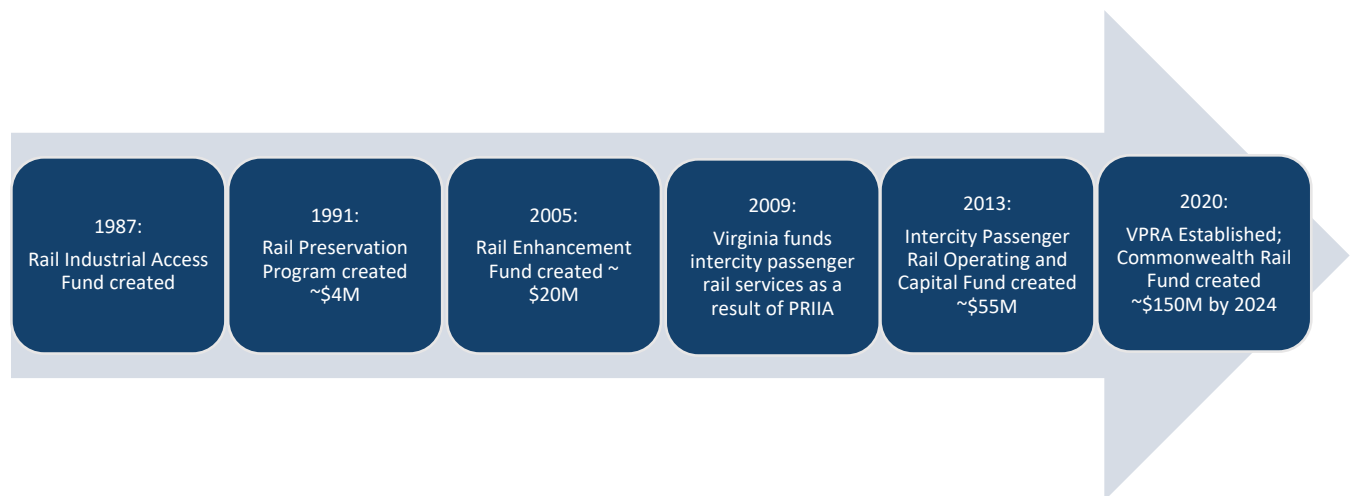 1987:
Rail Industrial Access
Fund created
1991:
Rail Preservation
Program created
~$4M
2005:
Rail Enhancement
Fund created ~
$20M
2009:
Virginia funds
intercity passenger
rail services as a
result of PRIIA
2013:
Intercity Passenger
Rail Operating and
Capital Fund created
~$55M
2020:
VPRA Established;
Commonwealth Rail
Fund created
~$150M by 2024